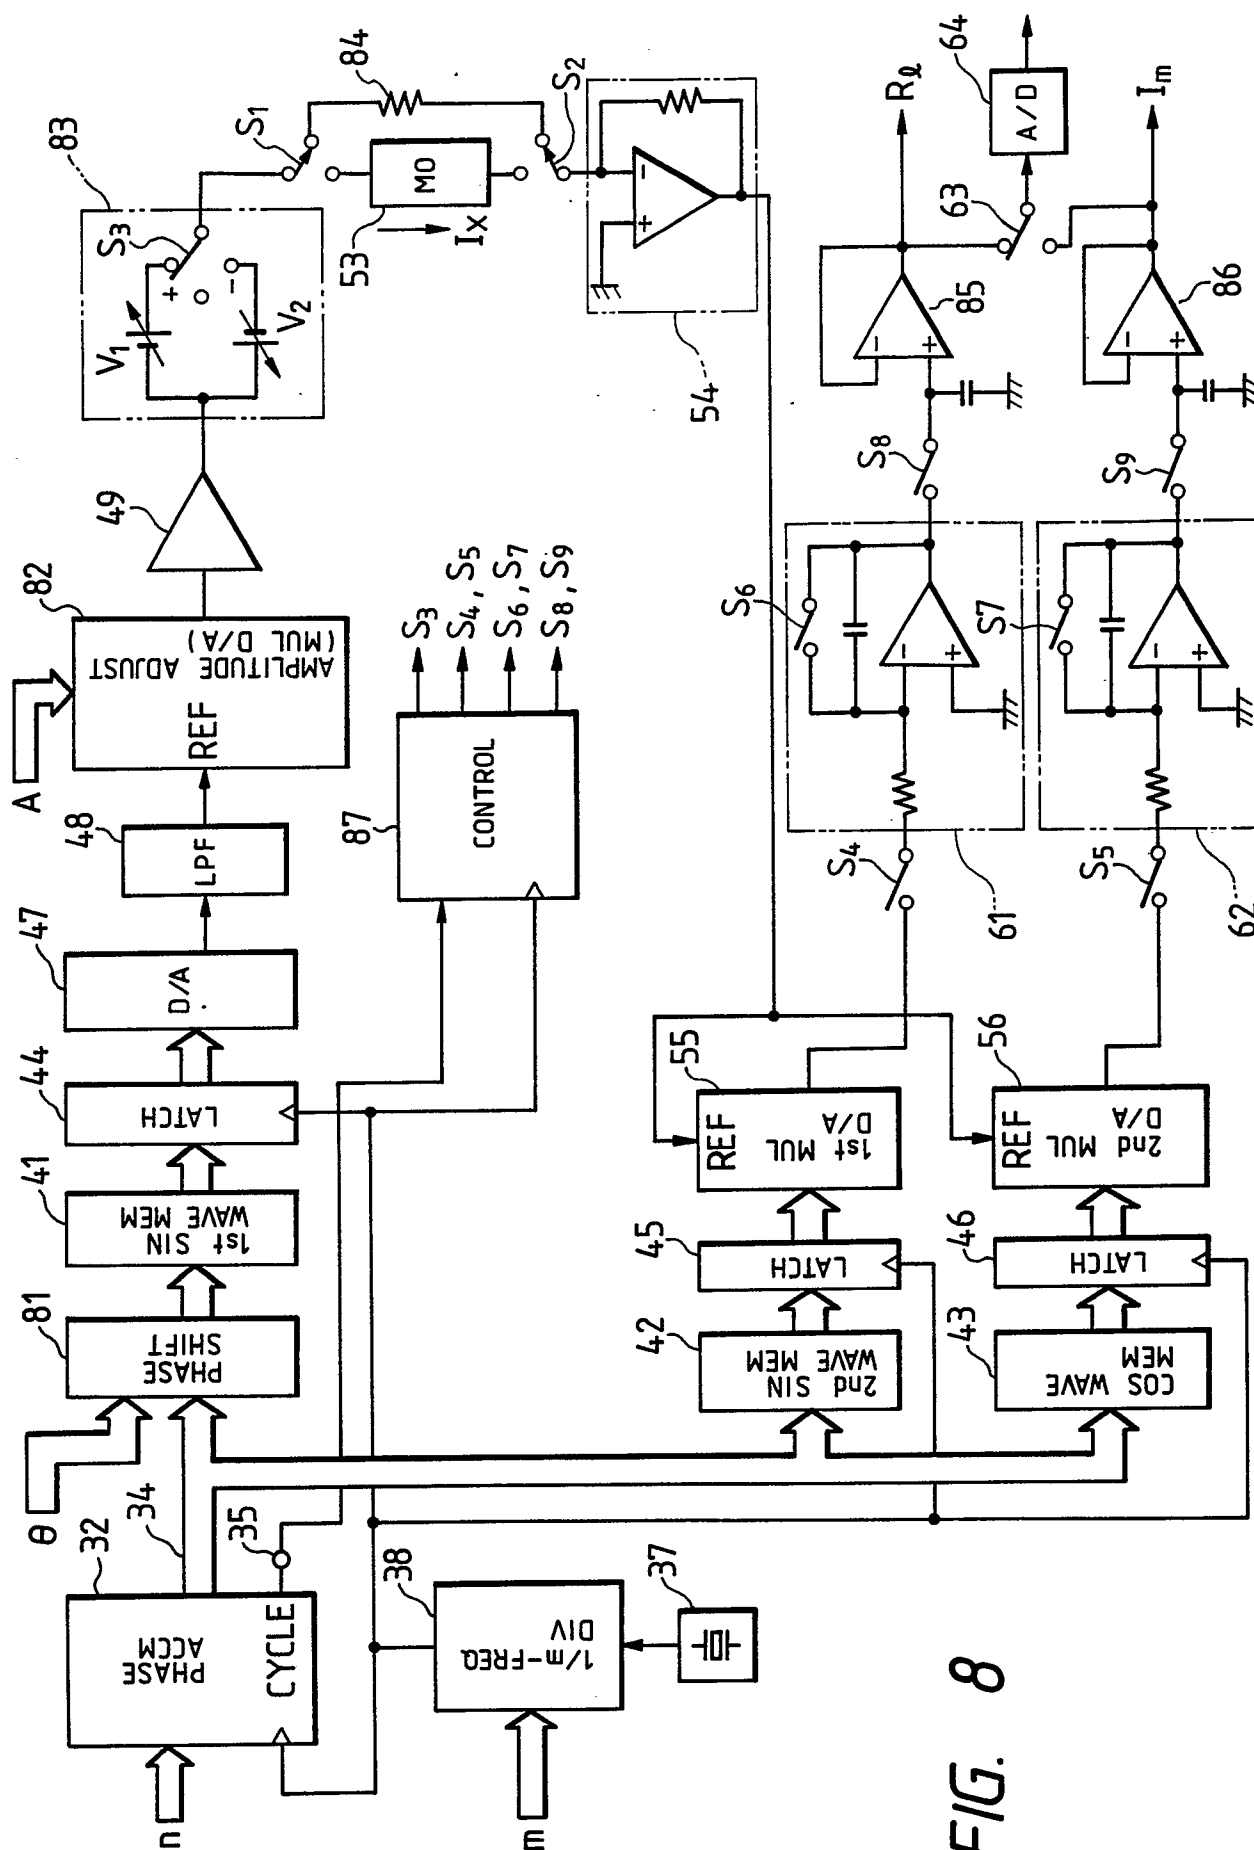 n
PHASE
ACCM
CYCLE
32
34
35
θ
PHASE
SHIFT
81
1st SIN
WAVE MEM
41
LATCH
44
D/A
47
LPF
48
A
AMPLITUDE ADJUST
(MUL D/A)
REF
82
49
83
V1
V2
+
-
S3
S1
84
MO
53
Ix
S2
54
+
-
m
1/m-FREQ
DIV
38
37
CONTROL
87
S3
S4, S5
S6, S7
S8, S9
2nd SIN
WAVE MEM
42
LATCH
45
REF
1st MUL
D/A
55
S4
61
S6
-
+
S8
-
+
85
Rℓ
63
A/D
64
COS WAVE
MEM
43
LATCH
46
REF
2nd MUL
D/A
56
S5
62
S7
-
+
S9
-
+
86
Im
FIG. 8